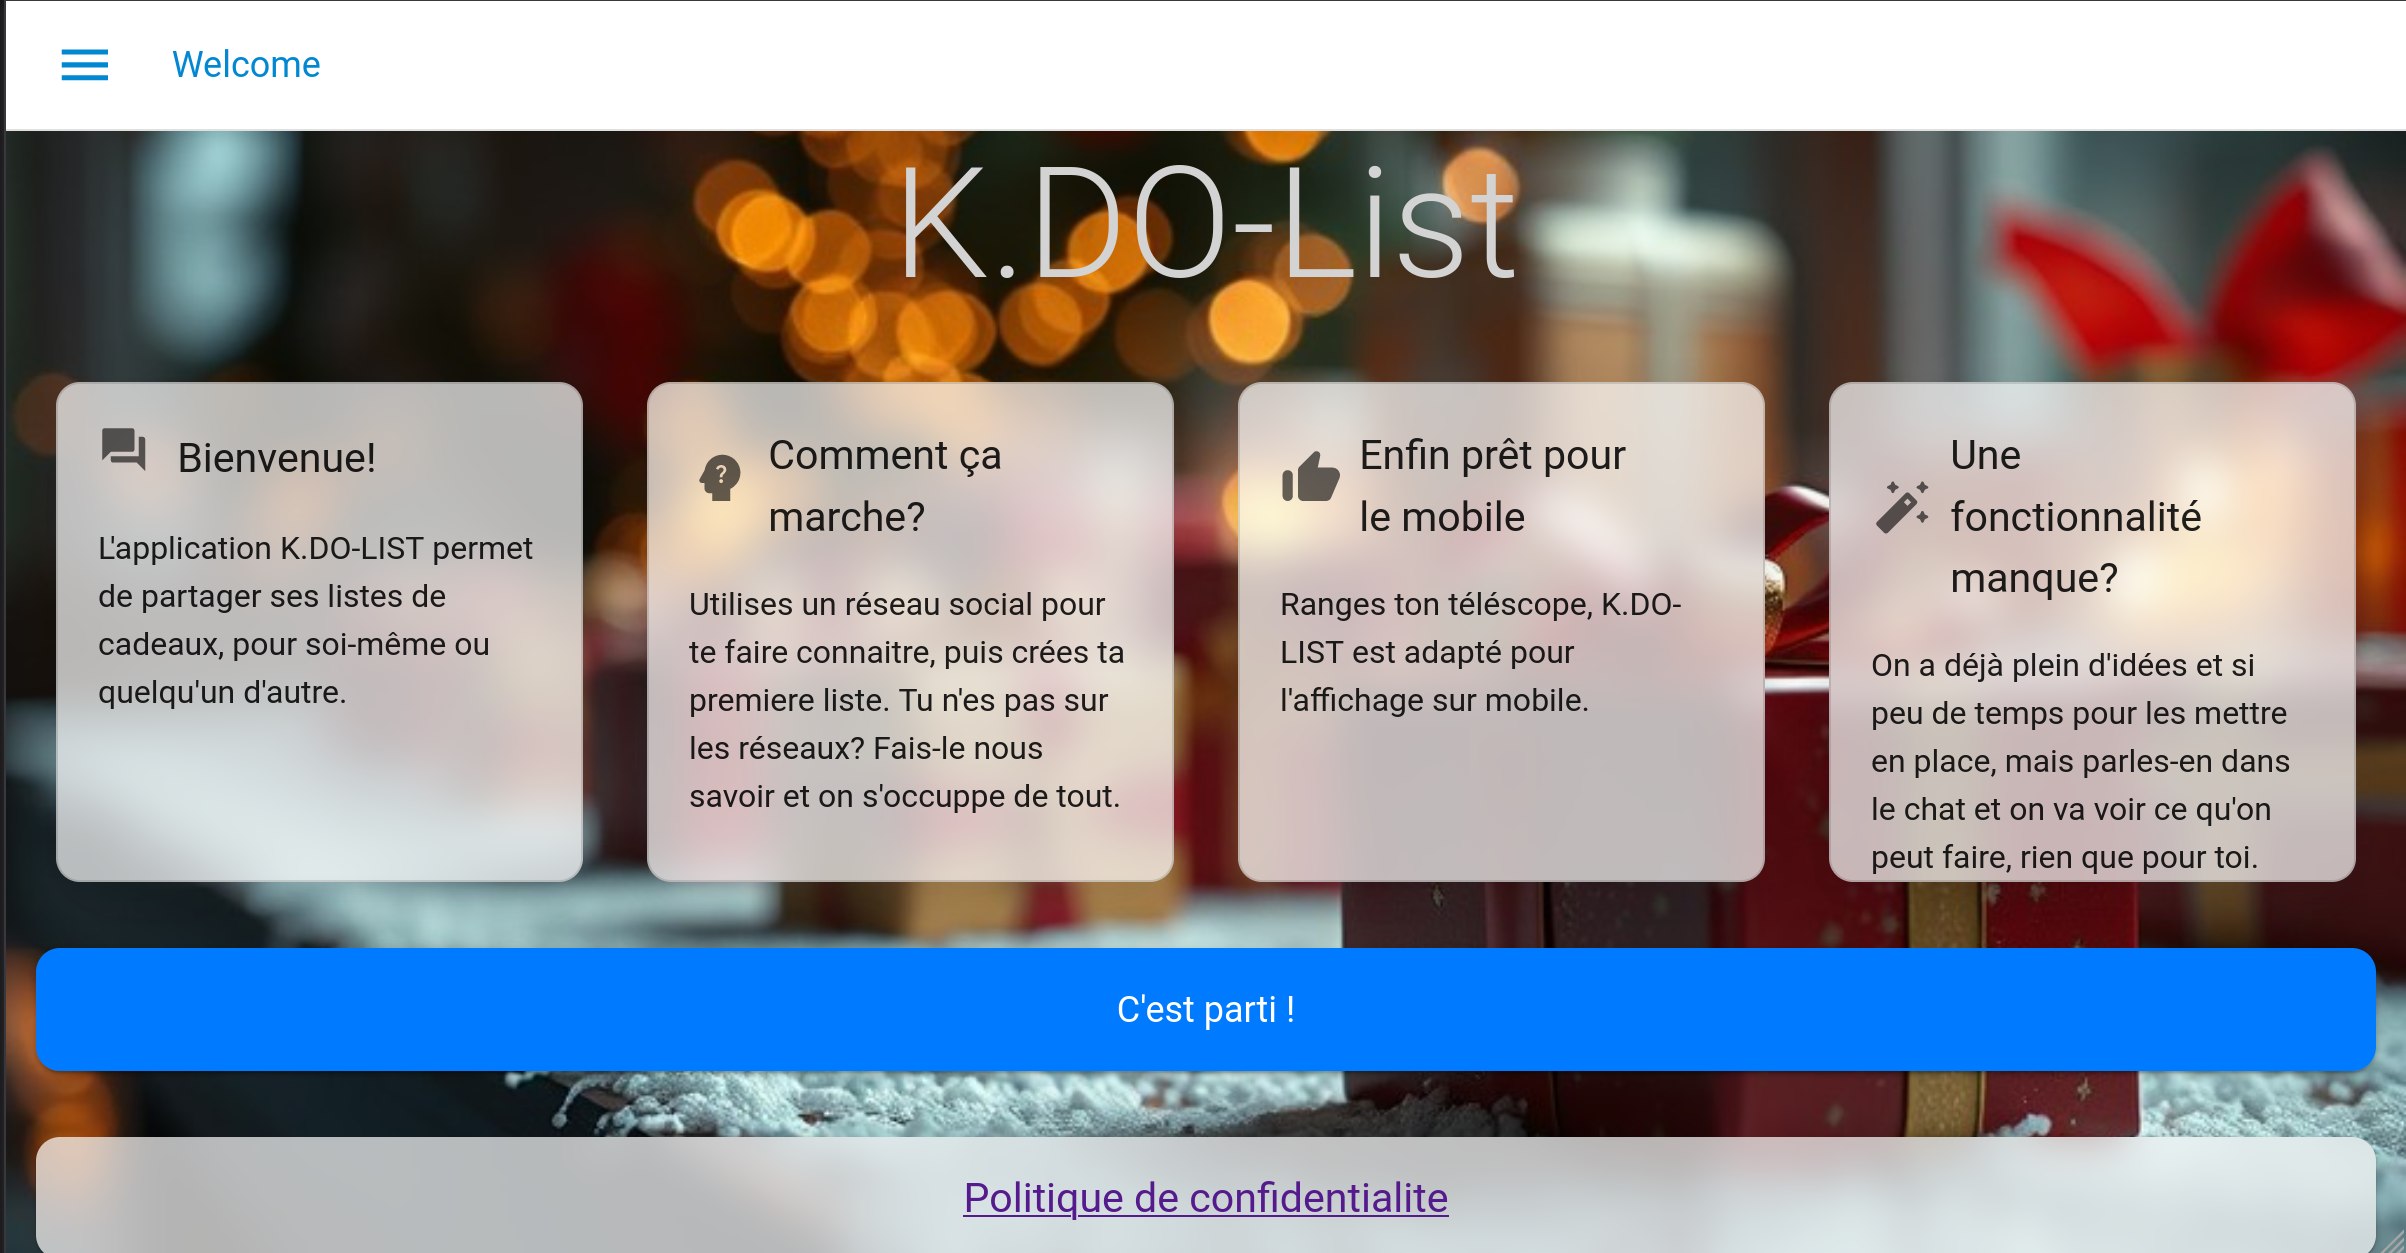 Welcome
K.DO-List
Bienvenue!
L'application K.DO-LIST permet
de partager ses listes de
cadeaux, pour soi-même ou
quelqu'un d'autre.
Comment ça
marche?
Utilises un réseau social pour
te faire connaitre, puis crées ta
premiere liste. Tu n'es pas sur
les réseaux? Fais-le nous
savoir et on s'occuppe de tout.
Enfin prêt pour
le mobile
Ranges ton téléscope, K.DO-
LIST est adapté pour
l'affichage sur mobile.
Une
fonctionnalité
manque?
On a déjà plein d'idées et si
peu de temps pour les mettre
en place, mais parles-en dans
le chat et on va voir ce qu'on
peut faire, rien que pour toi.
C'est parti !
Politique de confidentialite